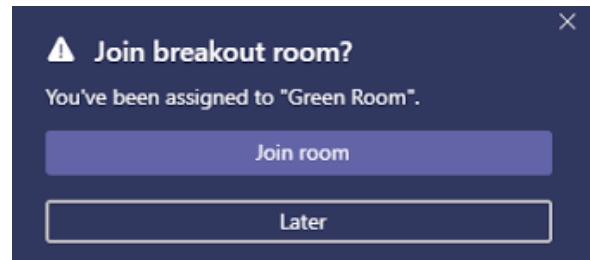 Join breakout room?
You've been assigned to "Green Room".
Join room
Later